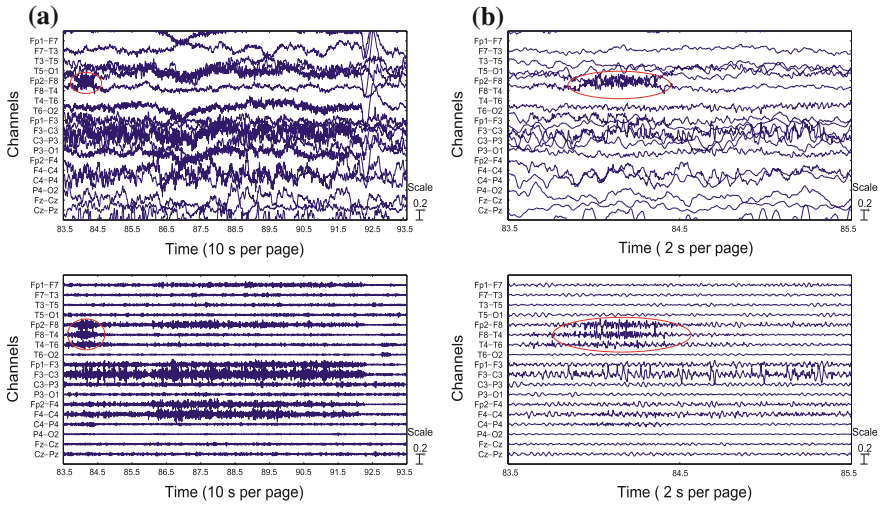 (a)
Channels
Fp1−F7
F7−T3
T3−T5
T5−O1
Fp2−F8
F8−T4
T4−T6
T6−O2
Fp1−F3
F3−C3
C3−P3
P3−O1
Fp2−F4
F4−C4
C4−P4
P4−O2
Fz−Cz
Cz−Pz
Scale
0.2
83.5 84.5 85.5 86.5 87.5 88.5 89.5 90.5 91.5 92.5 93.5
Time (10 s per page)
(b)
Channels
Fp1−F7
F7−T3
T3−T5
T5−O1
Fp2−F8
F8−T4
T4−T6
T6−O2
Fp1−F3
F3−C3
C3−P3
P3−O1
Fp2−F4
F4−C4
C4−P4
P4−O2
Fz−Cz
Cz−Pz
Scale
0.2
83.5 84.5 85.5
Time ( 2 s per page)
Channels
Fp1−F7
F7−T3
T3−T5
T5−O1
Fp2−F8
F8−T4
T4−T6
T6−O2
Fp1−F3
F3−C3
C3−P3
P3−O1
Fp2−F4
F4−C4
C4−P4
P4−O2
Fz−Cz
Cz−Pz
Scale
0.2
83.5 84.5 85.5 86.5 87.5 88.5 89.5 90.5 91.5 92.5 93.5
Time (10 s per page)
Channels
Fp1−F7
F7−T3
T3−T5
T5−O1
Fp2−F8
F8−T4
T4−T6
T6−O2
Fp1−F3
F3−C3
C3−P3
P3−O1
Fp2−F4
F4−C4
C4−P4
P4−O2
Fz−Cz
Cz−Pz
Scale
0.2
83.5 84.5 85.5
Time ( 2 s per page)